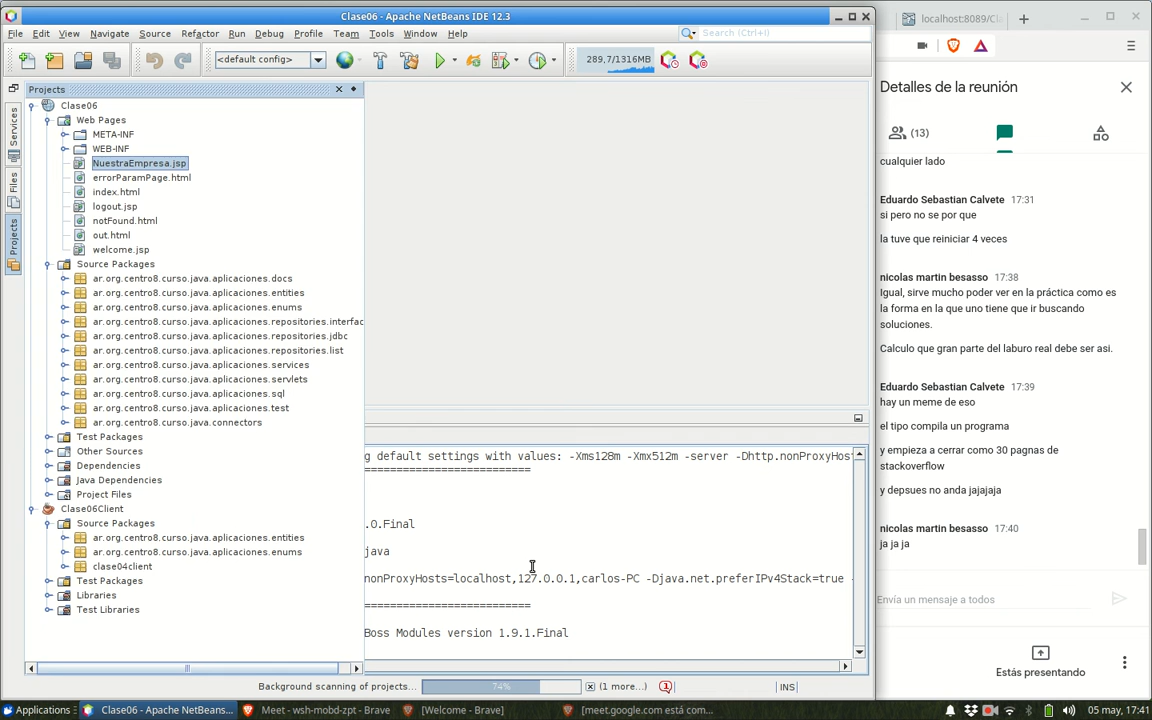 Clase06 - Apache NetBeans IDE 12.3
File Edit View Navigate Source Refactor Run Debug Profile Team Tools Window Help
Search (Ctrl+I)
<default config>
289,7/1316MB
Projects
Services
Files
Projects
Clase06
Web Pages
META-INF
WEB-INF
NuestraEmpresa.jsp
errorParamPage.html
index.html
logout.jsp
notFound.html
out.html
welcome.jsp
Source Packages
ar.org.centro8.curso.java.aplicaciones.docs
ar.org.centro8.curso.java.aplicaciones.entities
ar.org.centro8.curso.java.aplicaciones.enums
ar.org.centro8.curso.java.aplicaciones.repositories.interfac
ar.org.centro8.curso.java.aplicaciones.repositories.jdbc
ar.org.centro8.curso.java.aplicaciones.repositories.list
ar.org.centro8.curso.java.aplicaciones.services
ar.org.centro8.curso.java.aplicaciones.servlets
ar.org.centro8.curso.java.aplicaciones.sql
ar.org.centro8.curso.java.aplicaciones.test
ar.org.centro8.curso.java.connectors
Test Packages
Other Sources
Dependencies
Java Dependencies
Project Files
Clase06Client
Source Packages
ar.org.centro8.curso.java.aplicaciones.entities
ar.org.centro8.curso.java.aplicaciones.enums
clase04client
Test Packages
Libraries
Test Libraries
g default settings with values: -Xms128m -Xmx512m -server -Dhttp.nonProxyHost
=========================
.0.Final
java
nonProxyHosts=localhost,127.0.0.1,carlos-PC -Djava.net.preferIPv4Stack=true -
=========================
Boss Modules version 1.9.1.Final
Background scanning of projects...
74%
(1 more...)
INS
localhost:8089/Cl
Detalles de la reunión
(13)
cualquier lado
Eduardo Sebastian Calvete 17:31
si pero no se por que
la tuve que reiniciar 4 veces
nicolas martin besasso 17:38
Igual, sirve mucho poder ver en la práctica como es
la forma en la que uno tiene que ir buscando
soluciones.
Calculo que gran parte del laburo real debe ser asi.
Eduardo Sebastian Calvete 17:39
hay un meme de eso
el tipo compila un programa
y empieza a cerrar como 30 pagnas de
stackoverflow
y depsues no anda jajajaja
nicolas martin besasso 17:40
ja ja ja
Envía un mensaje a todos
Estás presentando
Applications
Clase06 - Apache NetBeans...
Meet - wsh-mobd-zpt - Brave
[Welcome - Brave]
[meet.google.com está com...
05 may, 17:41